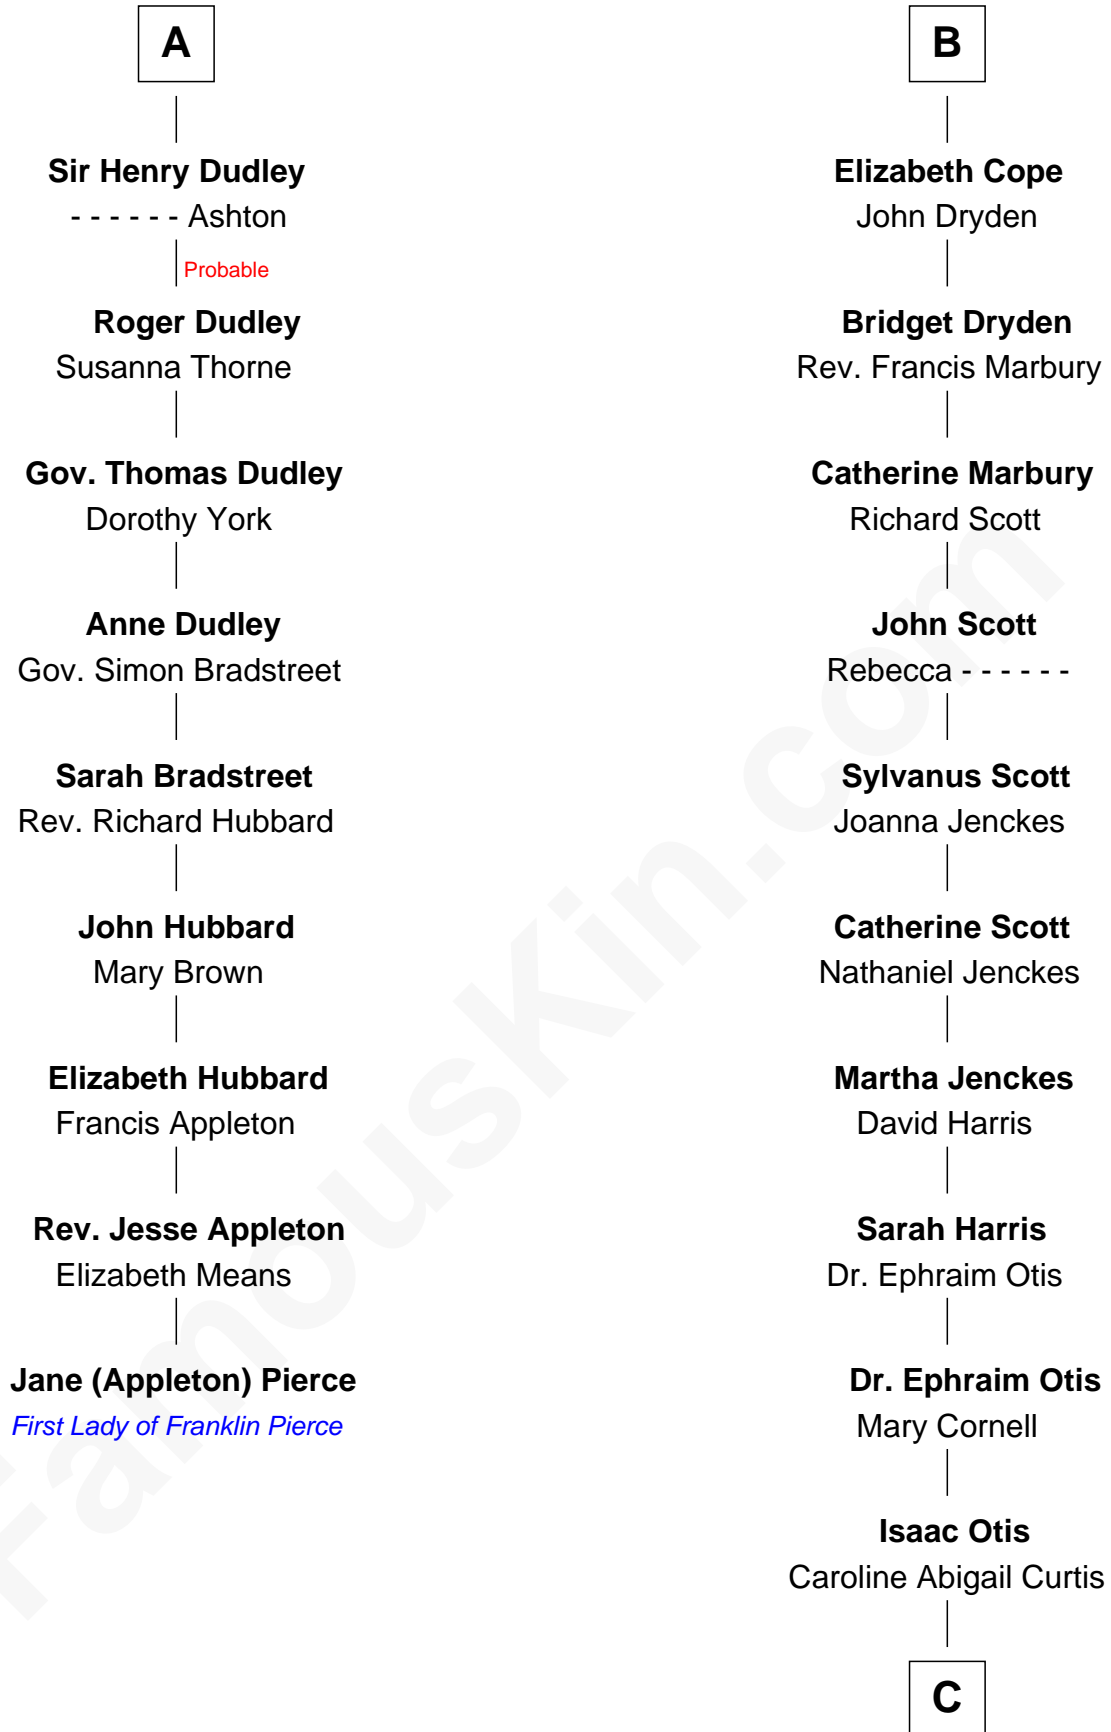 A
Sir Henry Dudley
- - - - - - Ashton
Probable
Roger Dudley
Susanna Thorne
Gov. Thomas Dudley
Dorothy York
Anne Dudley
Gov. Simon Bradstreet
Sarah Bradstreet
Rev. Richard Hubbard
John Hubbard
Mary Brown
Elizabeth Hubbard
Francis Appleton
Rev. Jesse Appleton
Elizabeth Means
Jane (Appleton) Pierce
First Lady of Franklin Pierce
B
Elizabeth Cope
John Dryden
Bridget Dryden
Rev. Francis Marbury
Catherine Marbury
Richard Scott
John Scott
Rebecca - - - - - -
Sylvanus Scott
Joanna Jenckes
Catherine Scott
Nathaniel Jenckes
Martha Jenckes
David Harris
Sarah Harris
Dr. Ephraim Otis
Dr. Ephraim Otis
Mary Cornell
Isaac Otis
Caroline Abigail Curtis
C
FamousKin.com